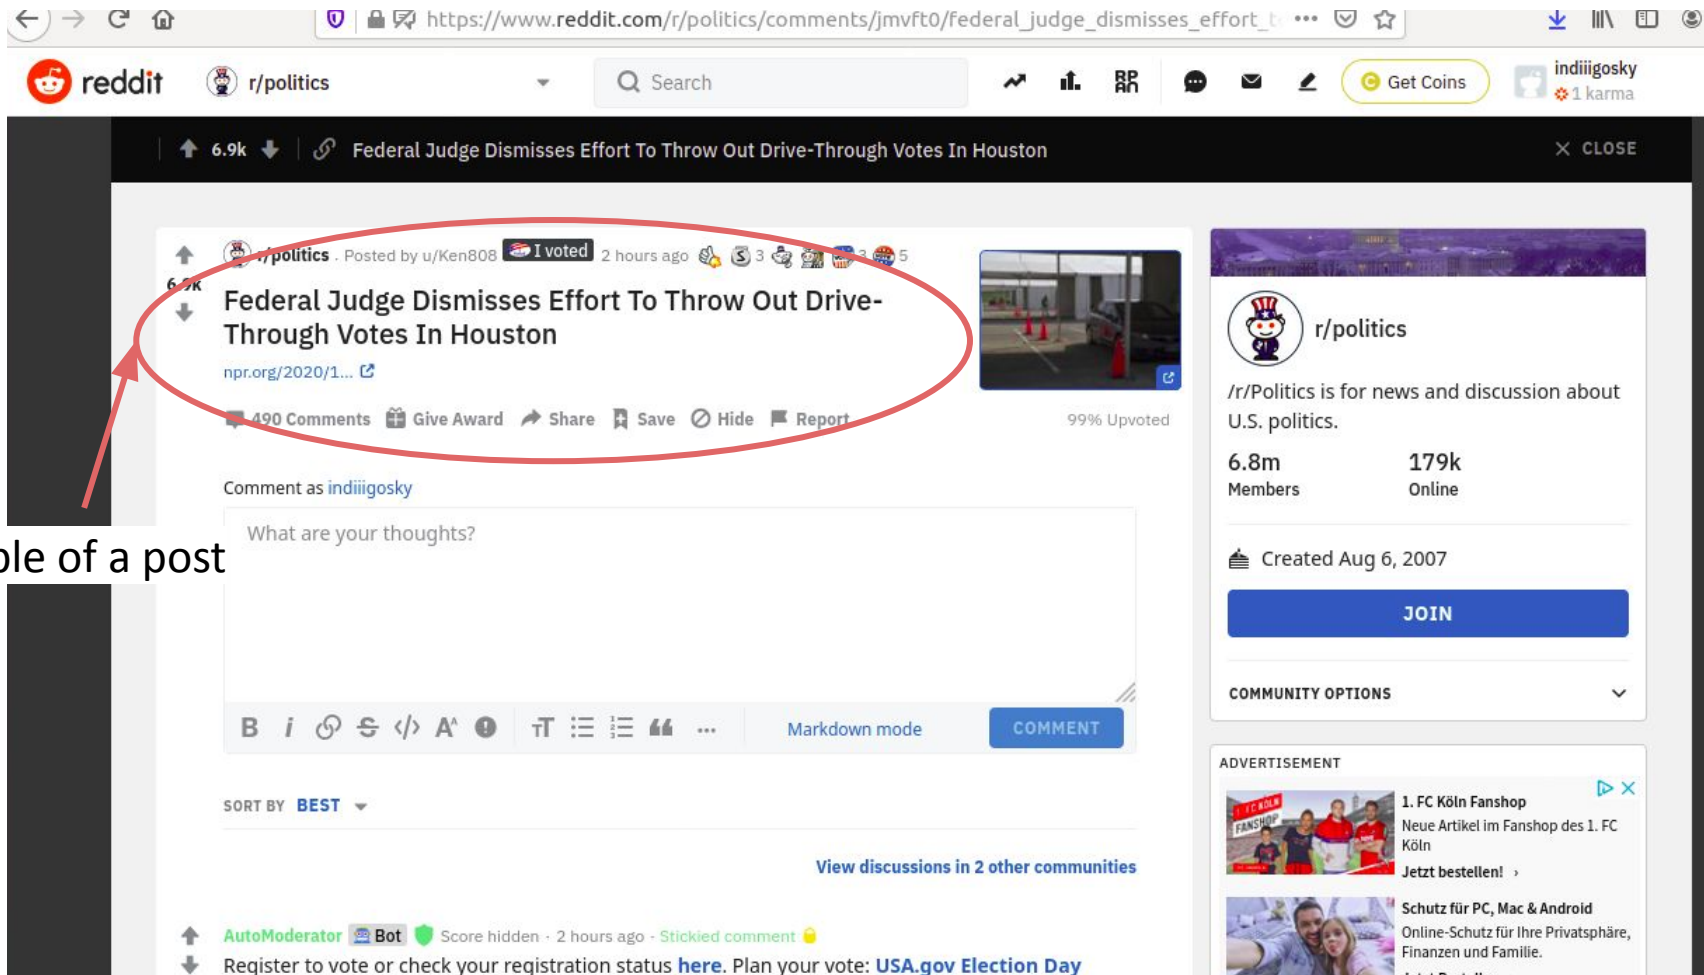 https://www.reddit.com/r/politics/comments/jmvft0/federal_judge_dismisses_effort_t
reddit r/politics Search Get Coins indiiigosky
1 karma
6.9k Federal Judge Dismisses Effort To Throw Out Drive-Through Votes In Houston CLOSE
r/politics . Posted by u/Ken808 I voted 2 hours ago 3 3 5
6.9k
Federal Judge Dismisses Effort To Throw Out Drive-
Through Votes In Houston
npr.org/2020/1...
490 Comments Give Award Share Save Hide Report 99% Upvoted
Comment as indiiigosky
What are your thoughts?
ple of a post
B i S </> A T ...
Markdown mode COMMENT
SORT BY BEST
View discussions in 2 other communities
AutoModerator Bot Score hidden · 2 hours ago · Stickied comment
Register to vote or check your registration status here. Plan your vote: USA.gov Election Day
r/politics
/r/Politics is for news and discussion about
U.S. politics.
6.8m 179k
Members Online
Created Aug 6, 2007
JOIN
COMMUNITY OPTIONS
ADVERTISEMENT
1. FC KÖLN
FANSHOP
1. FC Köln Fanshop
Neue Artikel im Fanshop des 1. FC
Köln
Jetzt bestellen! ›
Schutz für PC, Mac & Android
Online-Schutz für Ihre Privatsphäre,
Finanzen und Familie.